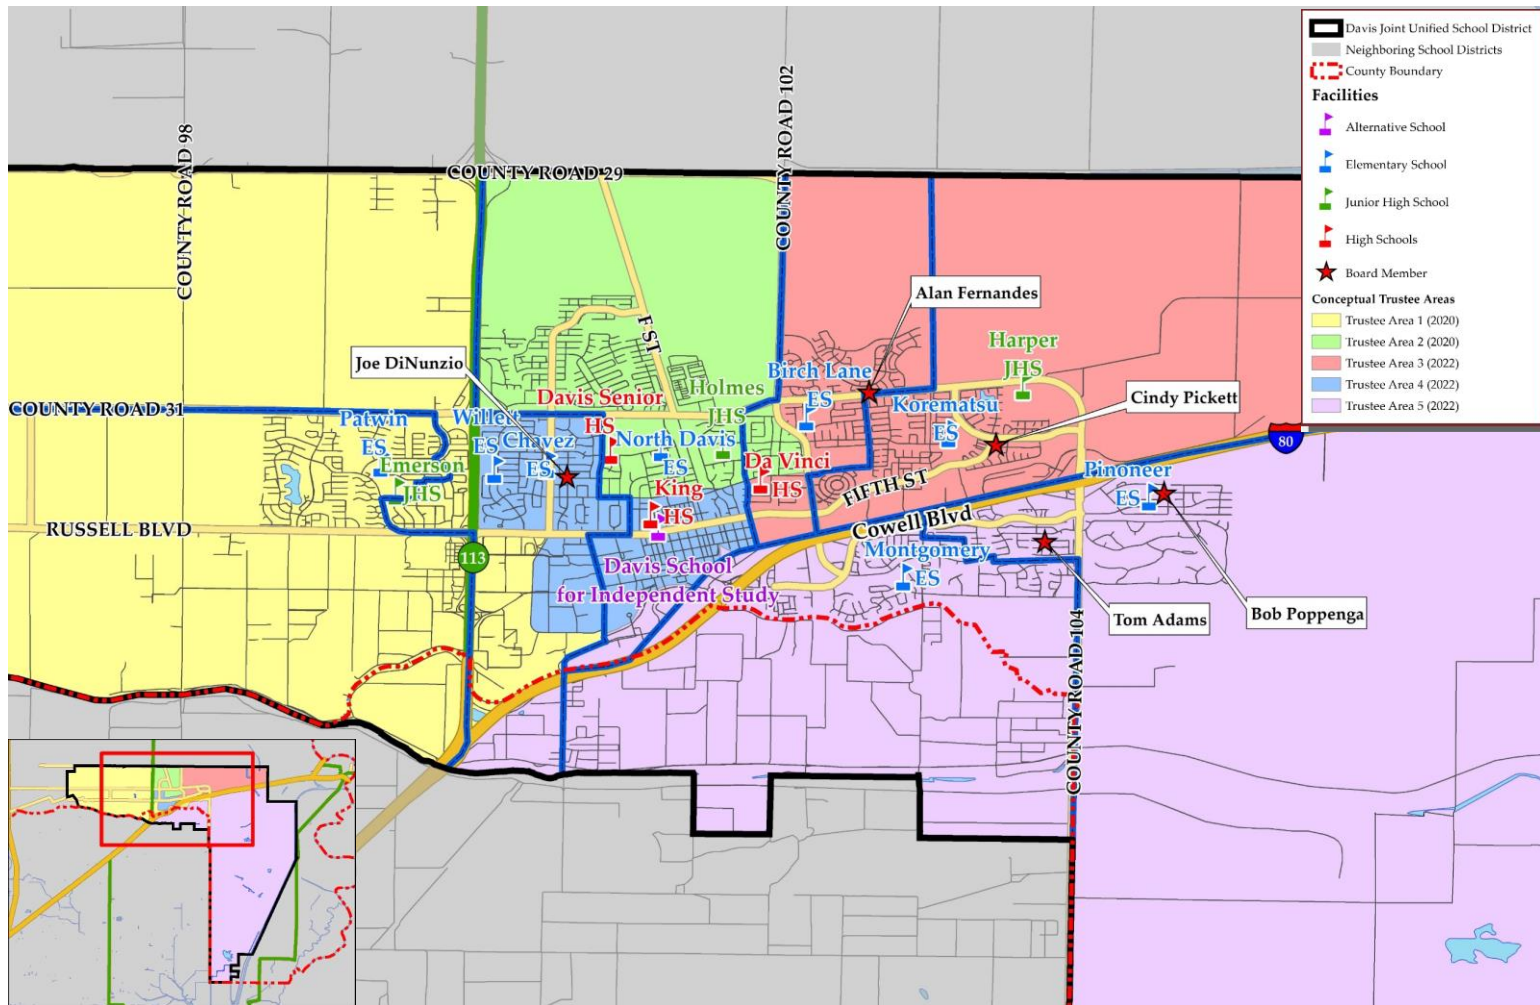 Davis Joint Unified School District
Neighboring School Districts
County Boundary
Facilities
Alternative School
Elementary School
Junior High School
High Schools
Board Member
Conceptual Trustee Areas
Trustee Area 1 (2020)
Trustee Area 2 (2020)
Trustee Area 3 (2022)
Trustee Area 4 (2022)
Trustee Area 5 (2022)
COUNTY ROAD 98
COUNTY ROAD 29
COUNTY ROAD 102
Alan Fernandes
F ST
Joe DiNunzio
Harper
JHS
Birch Lane
ES
Holmes
JHS
Cindy Pickett
Davis Senior
HS
COUNTY ROAD 31
Korematsu
ES
Patwin
ES
Willett
ES
Chavez
ES
North Davis
ES
80
Da Vinci
HS
Emerson
JHS
Pinoneer
ES
King
HS
FIFTH ST
Cowell Blvd
RUSSELL BLVD
113
Montgomery
ES
Davis School
for Independent Study
Tom Adams
Bob Poppenga
COUNTY ROAD 104